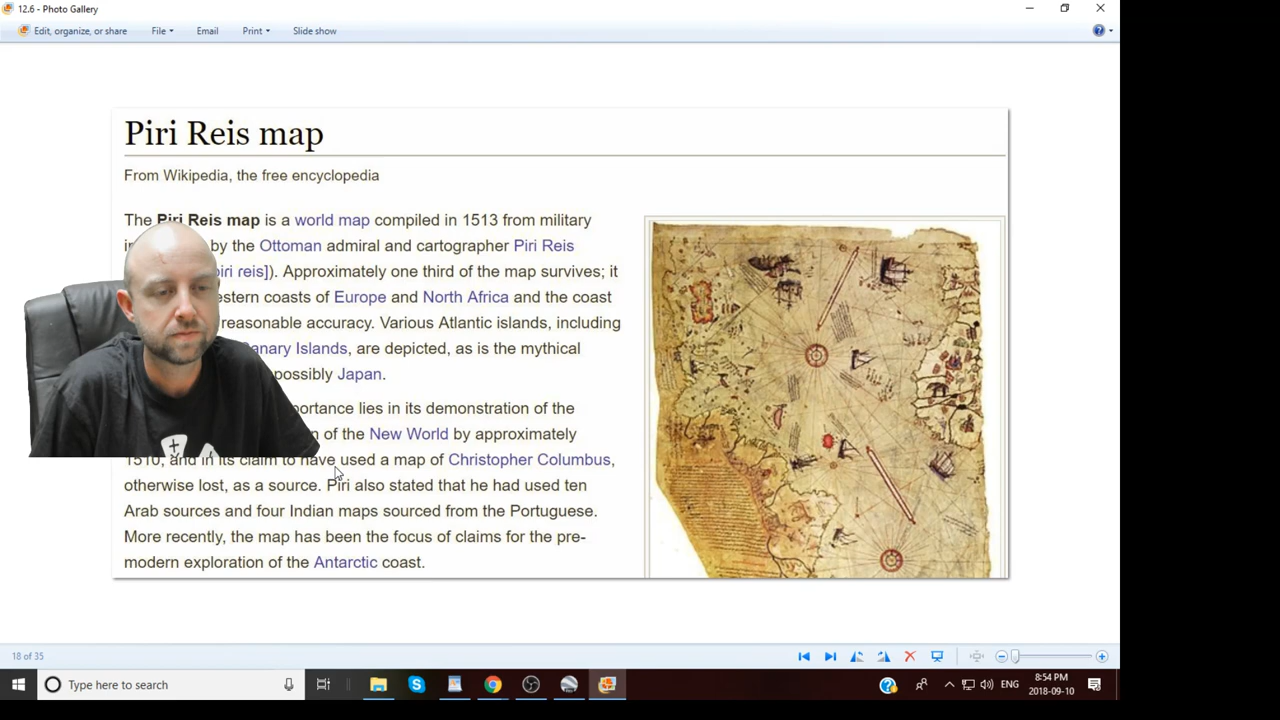 12.6 - Photo Gallery
Edit, organize, or share File Email Print Slide show
Piri Reis map
From Wikipedia, the free encyclopedia
The Piri Reis map is a world map compiled in 1513 from military
by the Ottoman admiral and cartographer Piri Reis
piri reis]). Approximately one third of the map survives; it
estern coasts of Europe and North Africa and the coast
reasonable accuracy. Various Atlantic islands, including
Canary Islands, are depicted, as is the mythical
possibly Japan.
portance lies in its demonstration of the
n of the New World by approximately
1510, and in its claim to have used a map of Christopher Columbus,
otherwise lost, as a source. Piri also stated that he had used ten
Arab sources and four Indian maps sourced from the Portuguese.
More recently, the map has been the focus of claims for the pre-
modern exploration of the Antarctic coast.
18 of 35
Type here to search
ENG
8:54 PM
2018-09-10